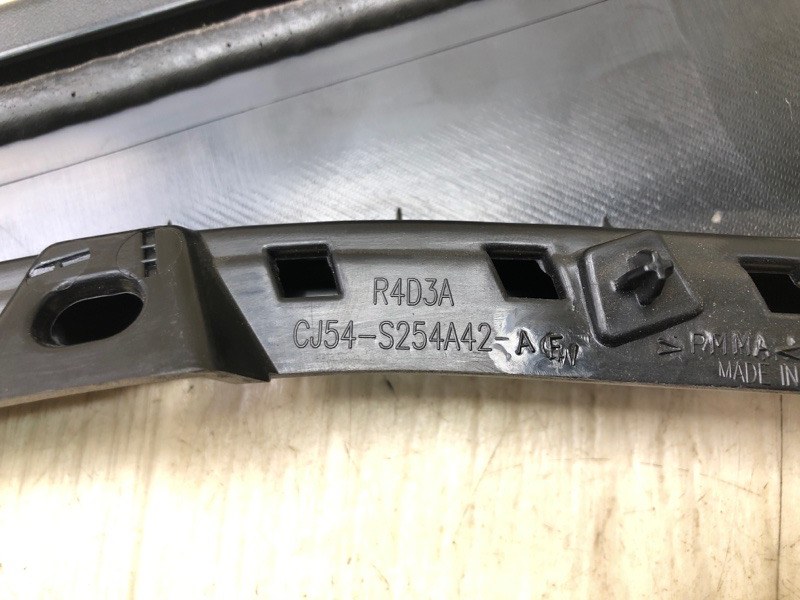 R4D3A
CJ54-S254A42-
>PMMA<
MADE IN